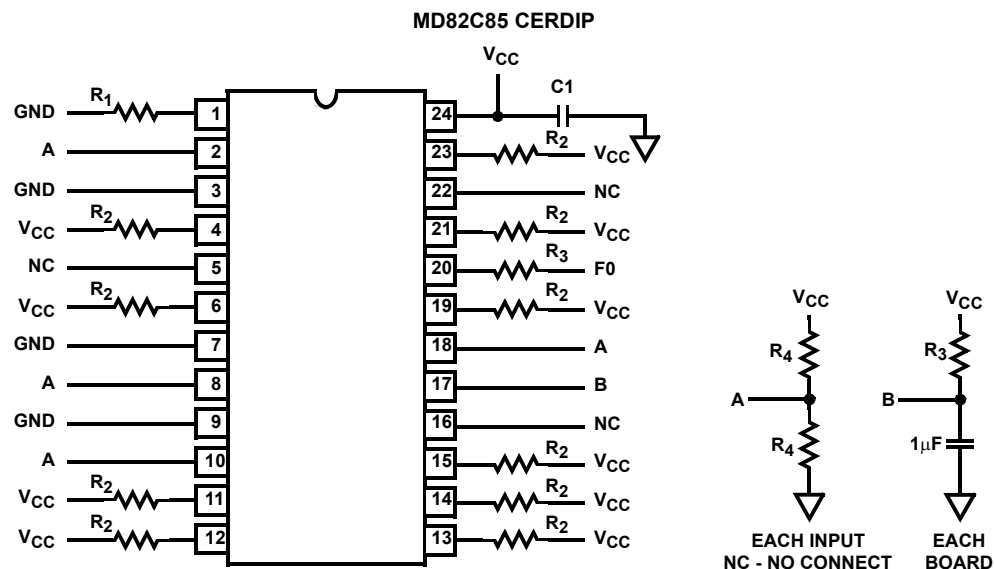 MD82C85 CERDIP
VCC
C1
GND R1 1
A 2
GND 3
VCC R2 4
NC 5
VCC R2 6
GND 7
A 8
GND 9
A 10
VCC R2 11
VCC R2 12
24
23 R2 VCC
22 NC
21 R2 VCC
20 R3 F0
19 R2 VCC
18 A
17 B
16 NC
15 R2 VCC
14 R2 VCC
13 R2 VCC
VCC
R4
A
R4
EACH INPUT
NC - NO CONNECT
VCC
R3
B
1μF
EACH
BOARD